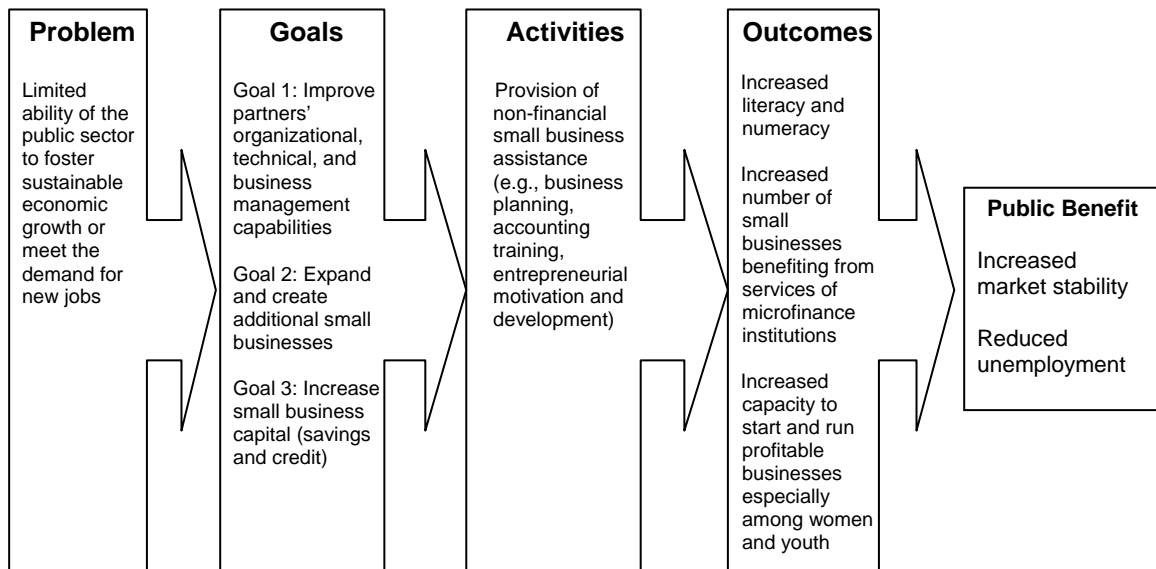 Problem
Limited
ability of the
public sector
to foster
sustainable
economic
growth or
meet the
demand for
new jobs
Goals
Goal 1: Improve
partners'
organizational,
technical, and
business
management
capabilities
Goal 2: Expand
and create
additional small
businesses
Goal 3: Increase
small business
capital (savings
and credit)
Activities
Provision of
non-financial
small business
assistance
(e.g., business
planning,
accounting
training,
entrepreneurial
motivation and
development)
Outcomes
Increased
literacy and
numeracy
Increased
number of
small
businesses
benefiting from
services of
microfinance
institutions
Increased
capacity to
start and run
profitable
businesses
especially
among women
and youth
Public Benefit
Increased
market stability
Reduced
unemployment